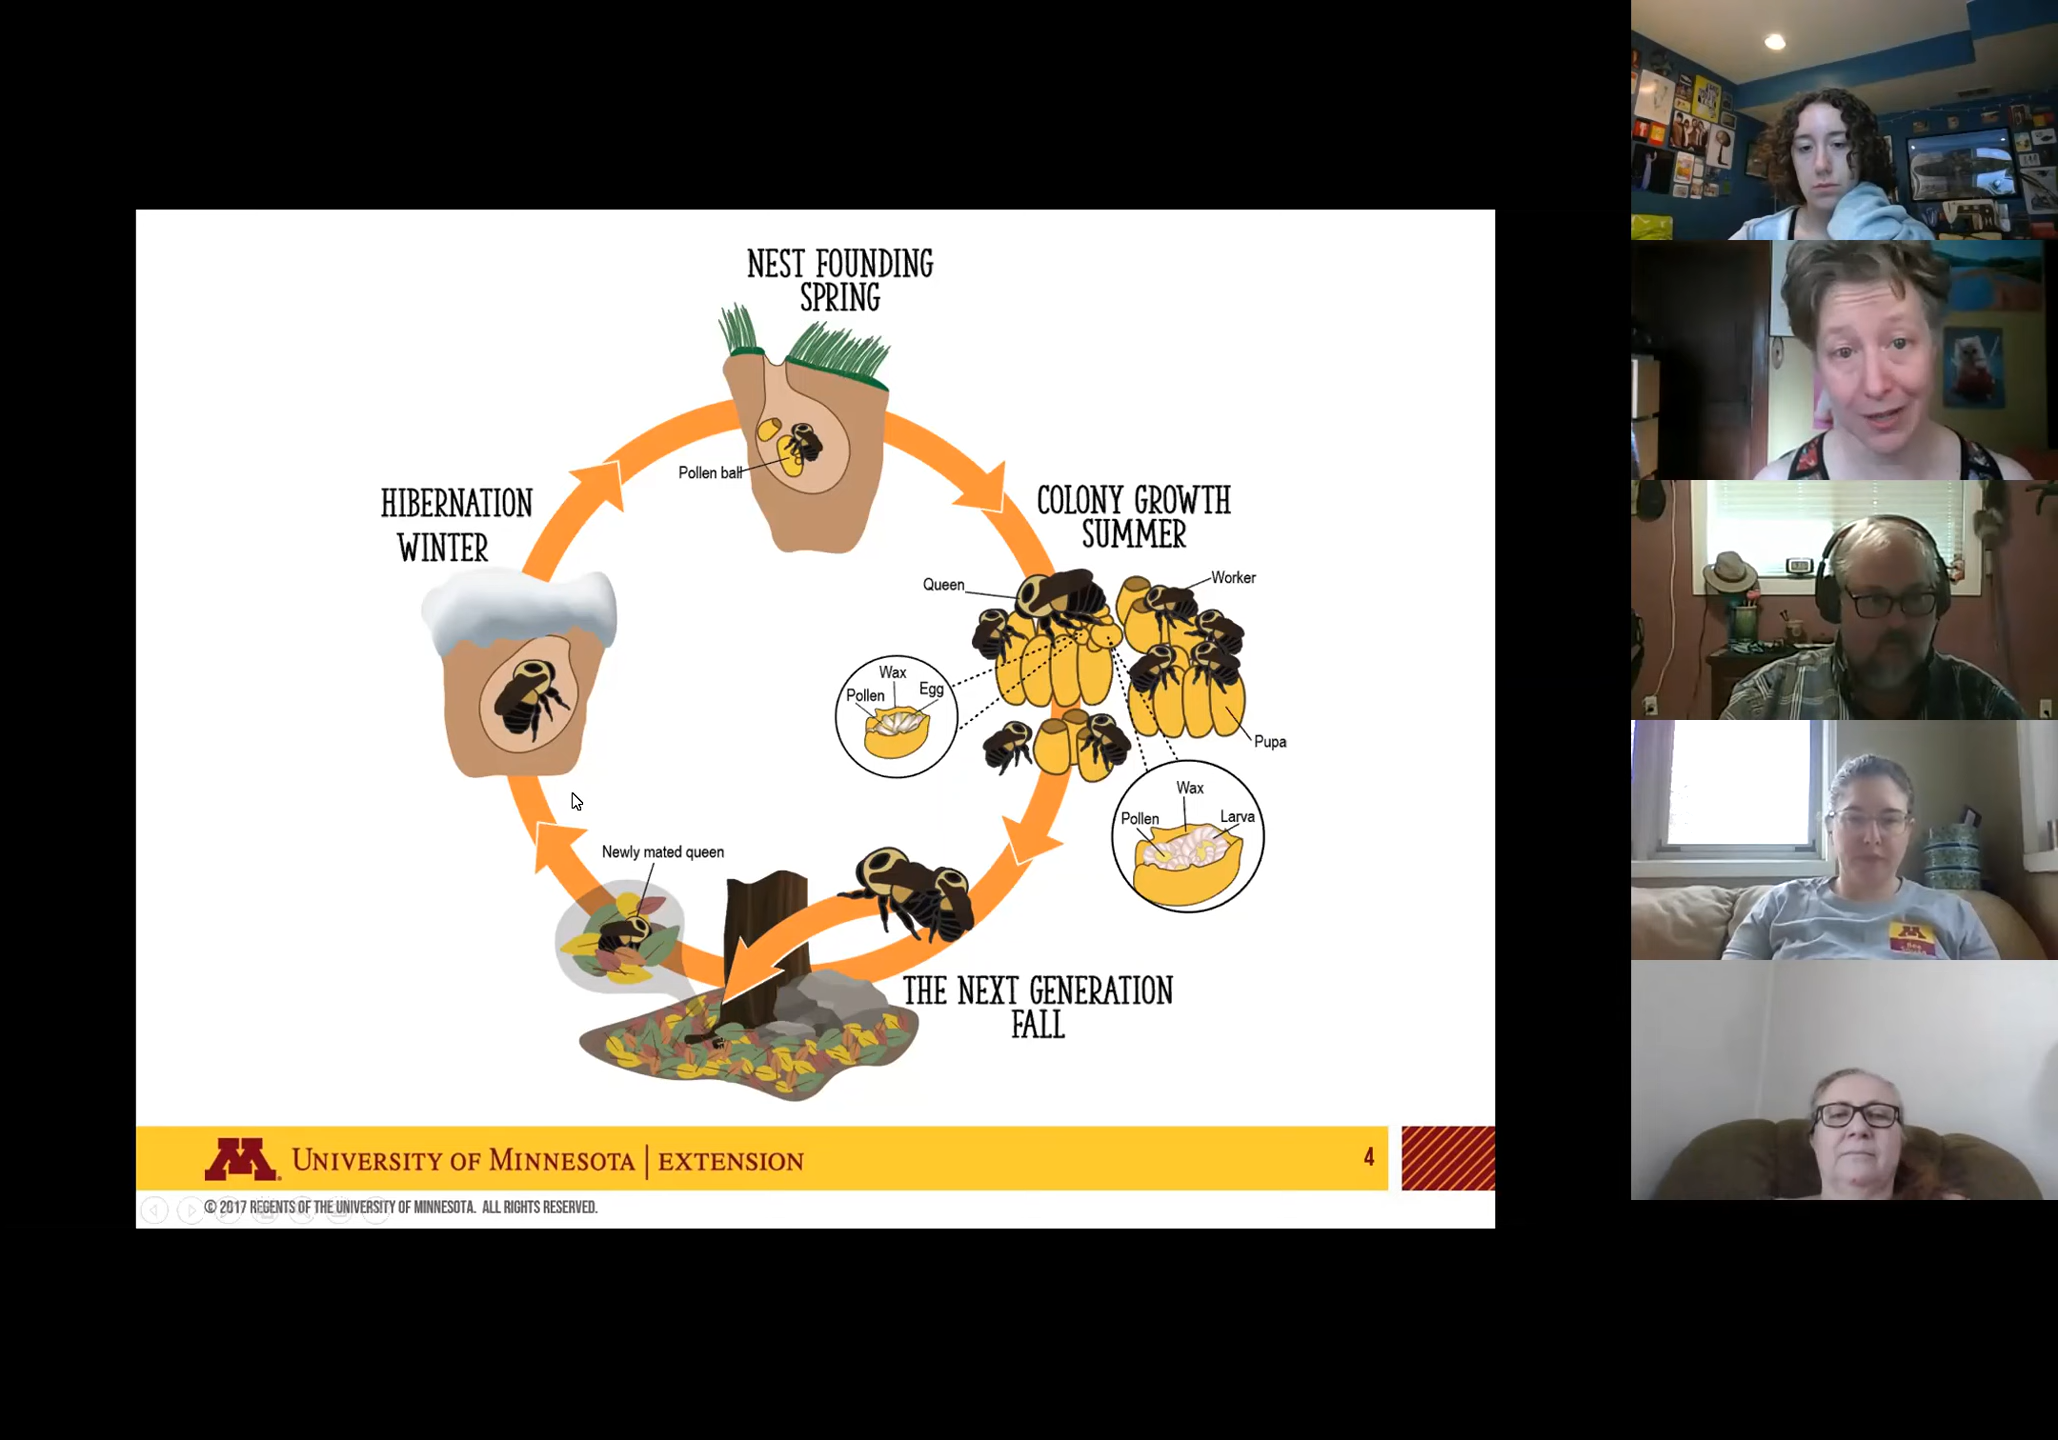 NEST FOUNDING
SPRING
Pollen ball
HIBERNATION
WINTER
COLONY GROWTH
SUMMER
Queen
Worker
Wax
Pollen
Egg
Pupa
Wax
Pollen
Larva
Newly mated queen
THE NEXT GENERATION
FALL
M
UNIVERSITY OF MINNESOTA | EXTENSION
4
© 2017 REGENTS OF THE UNIVERSITY OF MINNESOTA. ALL RIGHTS RESERVED.
M